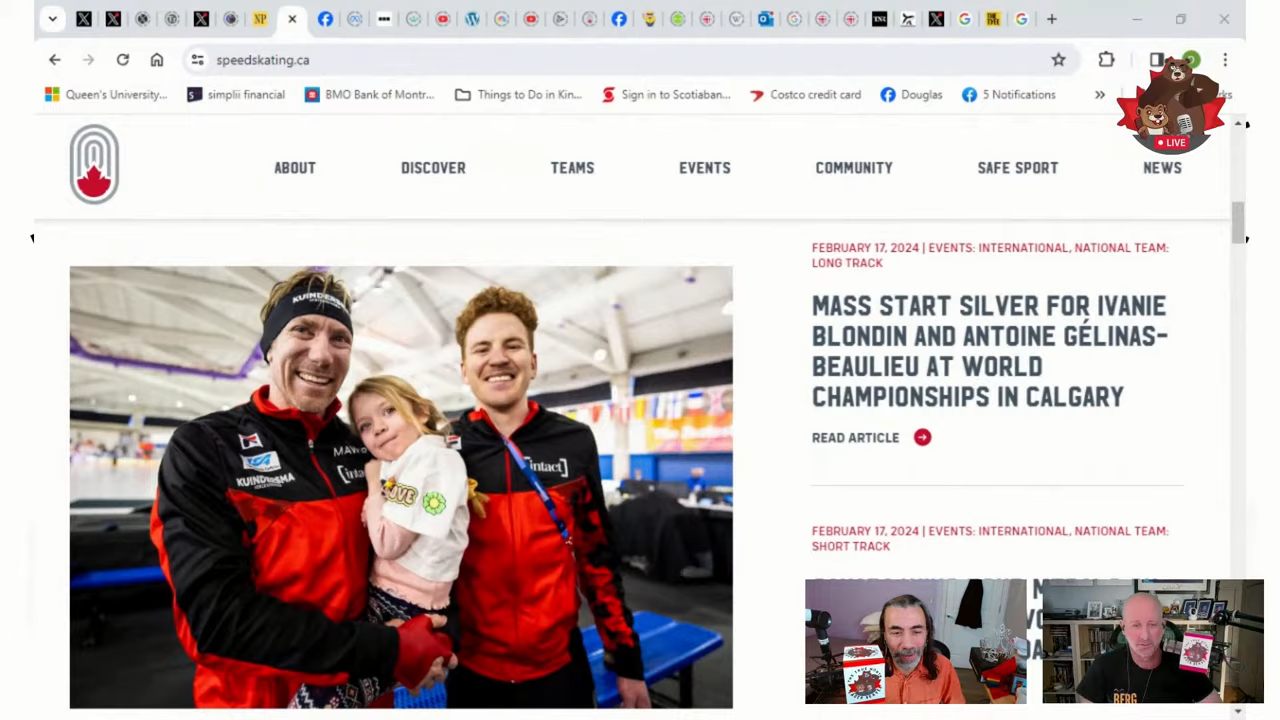 speedskating.ca
Queen's University...
simplii financial
BMO Bank of Montr...
Things to Do in Kin...
Sign in to Scotiaban...
Costco credit card
Douglas
5 Notifications
LIVE
ABOUT
DISCOVER
TEAMS
EVENTS
COMMUNITY
SAFE SPORT
NEWS
FEBRUARY 17, 2024 | EVENTS: INTERNATIONAL, NATIONAL TEAM:
LONG TRACK
MASS START SILVER FOR IVANIE
BLONDIN AND ANTOINE GÉLINAS-
BEAULIEU AT WORLD
CHAMPIONSHIPS IN CALGARY
READ ARTICLE
FEBRUARY 17, 2024 | EVENTS: INTERNATIONAL, NATIONAL TEAM:
SHORT TRACK
KUINDERSMA
KUINDERSMA
[intact]
BERG